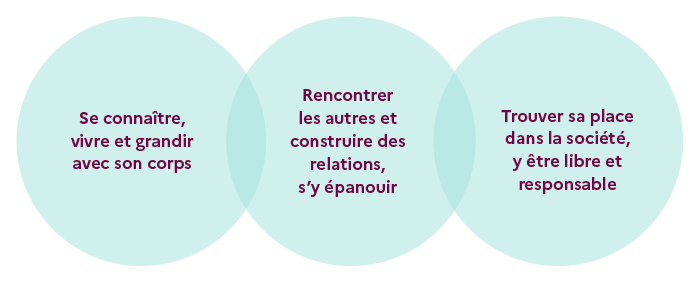 Se connaître,
vivre et grandir
avec son corps
Rencontrer
les autres et
construire des
relations,
s’y épanouir
Trouver sa place
dans la société,
y être libre et
responsable